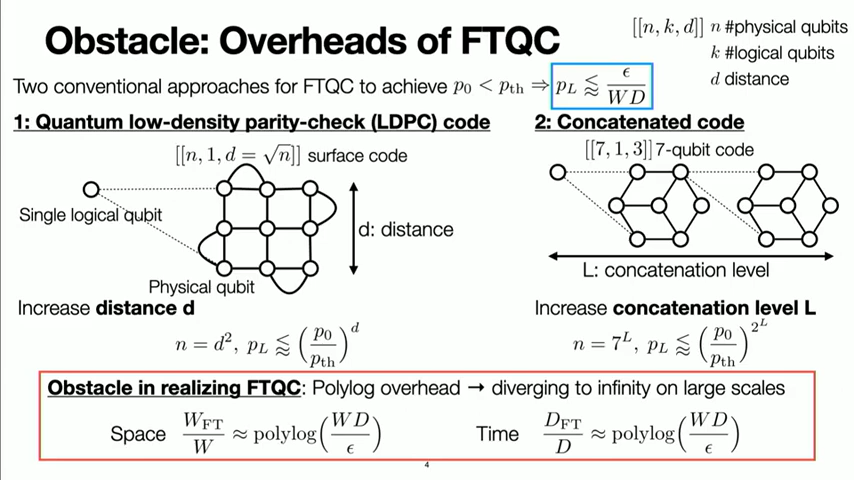 Obstacle: Overheads of FTQC
[[n, k, d]] n #physical qubits
k #logical qubits
d distance
Two conventional approaches for FTQC to achieve p₀ < p_th ⇒ p_L ⪅ ϵ/(WD)
1: Quantum low-density parity-check (LDPC) code
[[n, 1, d = √n]] surface code
Single logical qubit
d: distance
Physical qubit
Increase distance d
n = d², p_L ⪅ (p₀/p_th)^d
2: Concatenated code
[[7, 1, 3]] 7-qubit code
L: concatenation level
Increase concatenation level L
n = 7^L, p_L ⪅ (p₀/p_th)^(2^L)
Obstacle in realizing FTQC: Polylog overhead → diverging to infinity on large scales
Space W_FT/W ≈ polylog(WD/ϵ) Time D_FT/D ≈ polylog(WD/ϵ)
4